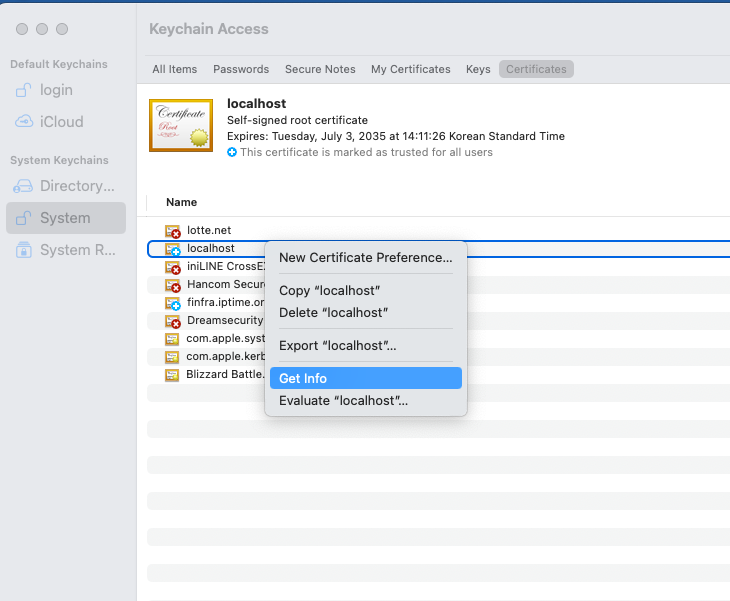 Keychain Access
Default Keychains
login
iCloud
System Keychains
Directory...
System
System R...
All Items Passwords Secure Notes My Certificates Keys Certificates
Certificate
Root
localhost
Self-signed root certificate
Expires: Tuesday, July 3, 2035 at 14:11:26 Korean Standard Time
This certificate is marked as trusted for all users
Name
lotte.net
localhost
iniLINE CrossE
Hancom Secur
finfra.iptime.or
Dreamsecurity
com.apple.syst
com.apple.kerb
Blizzard Battle.
New Certificate Preference...
Copy “localhost”
Delete “localhost”
Export “localhost”...
Get Info
Evaluate “localhost”...